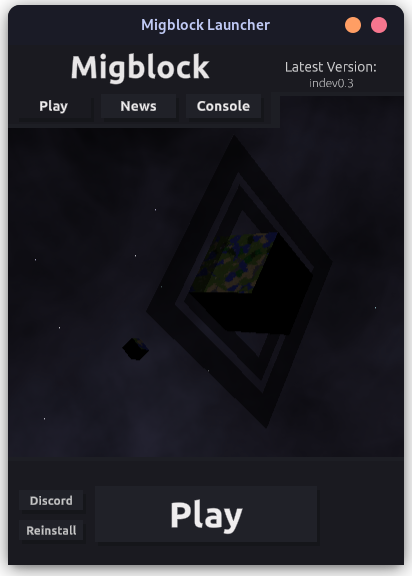 Migblock Launcher
Migblock
Latest Version:
indev0.3
Play
News
Console
Discord
Reinstall
Play